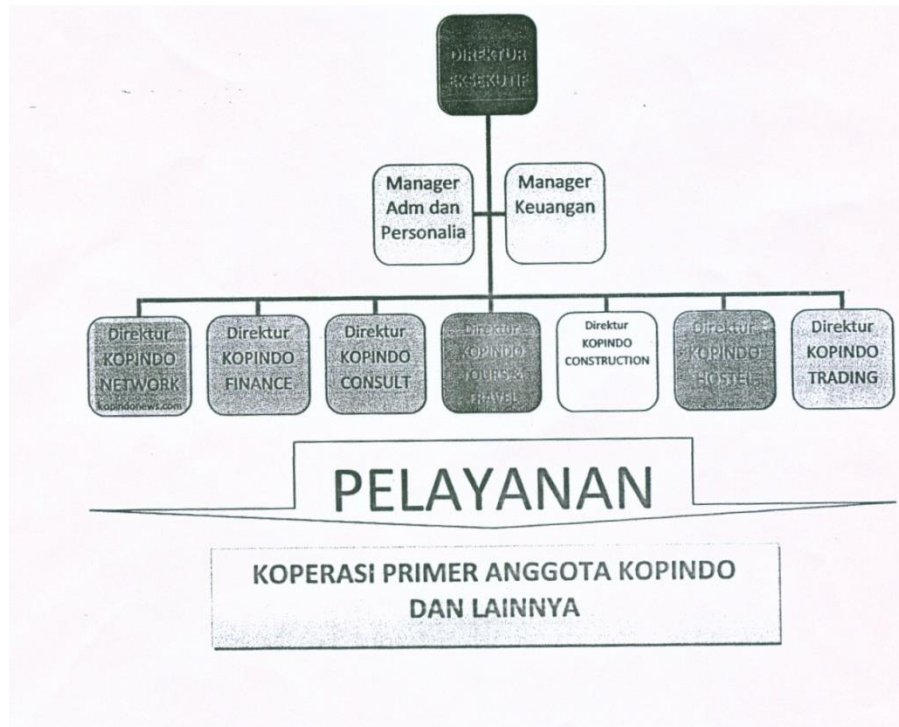 DIREKTUR
EKSEKUTIF
Manager
Adm dan
Personalia
Manager
Keuangan
Direktur
KOPINDO
NETWORK
kopindonews.com
Direktur
KOPINDO
FINANCE
Direktur
KOPINDO
CONSULT
Direktur
KOPINDO
TOURS &
TRAVEL
Direktur
KOPINDO
CONSTRUCTION
Direktur
KOPINDO
HOSTEL
Direktur
KOPINDO
TRADING
PELAYANAN
KOPERASI PRIMER ANGGOTA KOPINDO
DAN LAINNYA